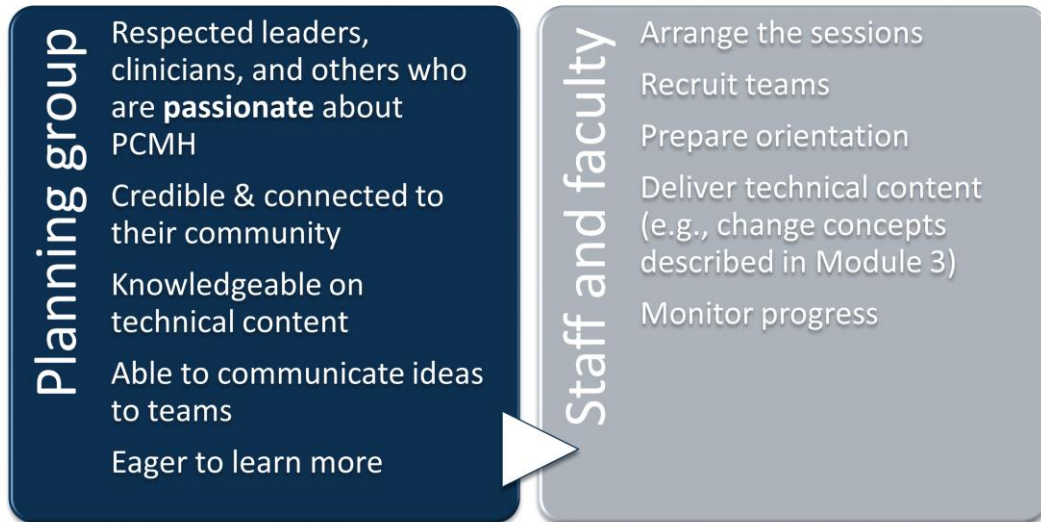 Planning group
Respected leaders,
clinicians, and others who
are passionate about
PCMH
Credible & connected to
their community
Knowledgeable on
technical content
Able to communicate ideas
to teams
Eager to learn more
Staff and faculty
Arrange the sessions
Recruit teams
Prepare orientation
Deliver technical content
(e.g., change concepts
described in Module 3)
Monitor progress